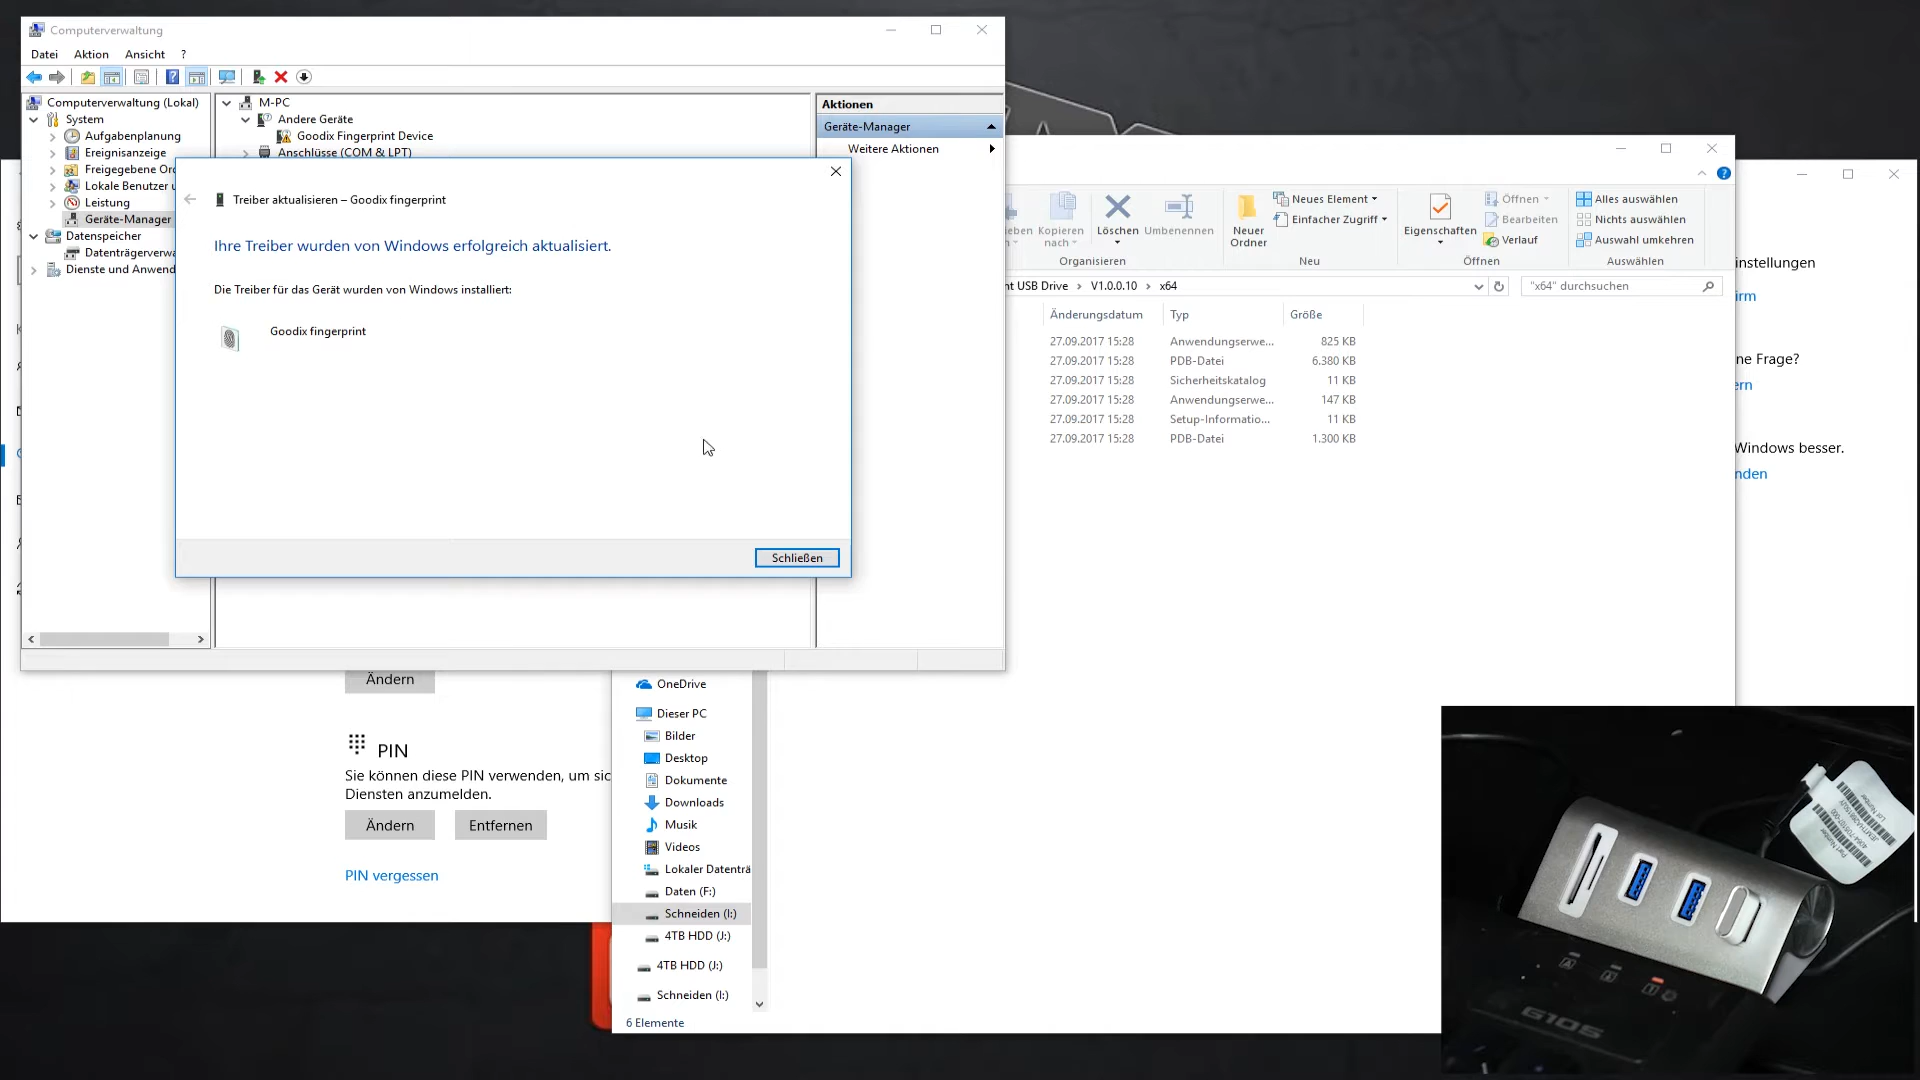 Computerverwaltung
Datei Aktion Ansicht ?
Computerverwaltung (Lokal)
System
Aufgabenplanung
Ereignisanzeige
Freigegebene Or
Lokale Benutzer u
Leistung
Geräte-Manager
Datenspeicher
Datenträgerverwa
Dienste und Anwend
M-PC
Andere Geräte
Goodix Fingerprint Device
Anschlüsse (COM & LPT)
Aktionen
Geräte-Manager
Weitere Aktionen
Treiber aktualisieren – Goodix fingerprint
Ihre Treiber wurden von Windows erfolgreich aktualisiert.
Die Treiber für das Gerät wurden von Windows installiert:
Goodix fingerprint
Schließen
Kopieren nach
Löschen
Umbenennen
Organisieren
Neuer Ordner
Neues Element
Einfacher Zugriff
Neu
Eigenschaften
Öffnen
Bearbeiten
Verlauf
Öffnen
Alles auswählen
Nichts auswählen
Auswahl umkehren
Auswählen
nt USB Drive > V1.0.0.10 > x64
"x64" durchsuchen
Änderungsdatum Typ Größe
27.09.2017 15:28 Anwendungserwe... 825 KB
27.09.2017 15:28 PDB-Datei 6.380 KB
27.09.2017 15:28 Sicherheitskatalog 11 KB
27.09.2017 15:28 Anwendungserwe... 147 KB
27.09.2017 15:28 Setup-Informatio... 11 KB
27.09.2017 15:28 PDB-Datei 1.300 KB
instellungen
irm
ne Frage?
ern
Windows besser.
nden
Ändern
PIN
Sie können diese PIN verwenden, um sic
Diensten anzumelden.
Ändern Entfernen
PIN vergessen
OneDrive
Dieser PC
Bilder
Desktop
Dokumente
Downloads
Musik
Videos
Lokaler Datenträ
Daten (F:)
Schneiden (I:)
4TB HDD (J:)
4TB HDD (J:)
Schneiden (I:)
6 Elemente
G105